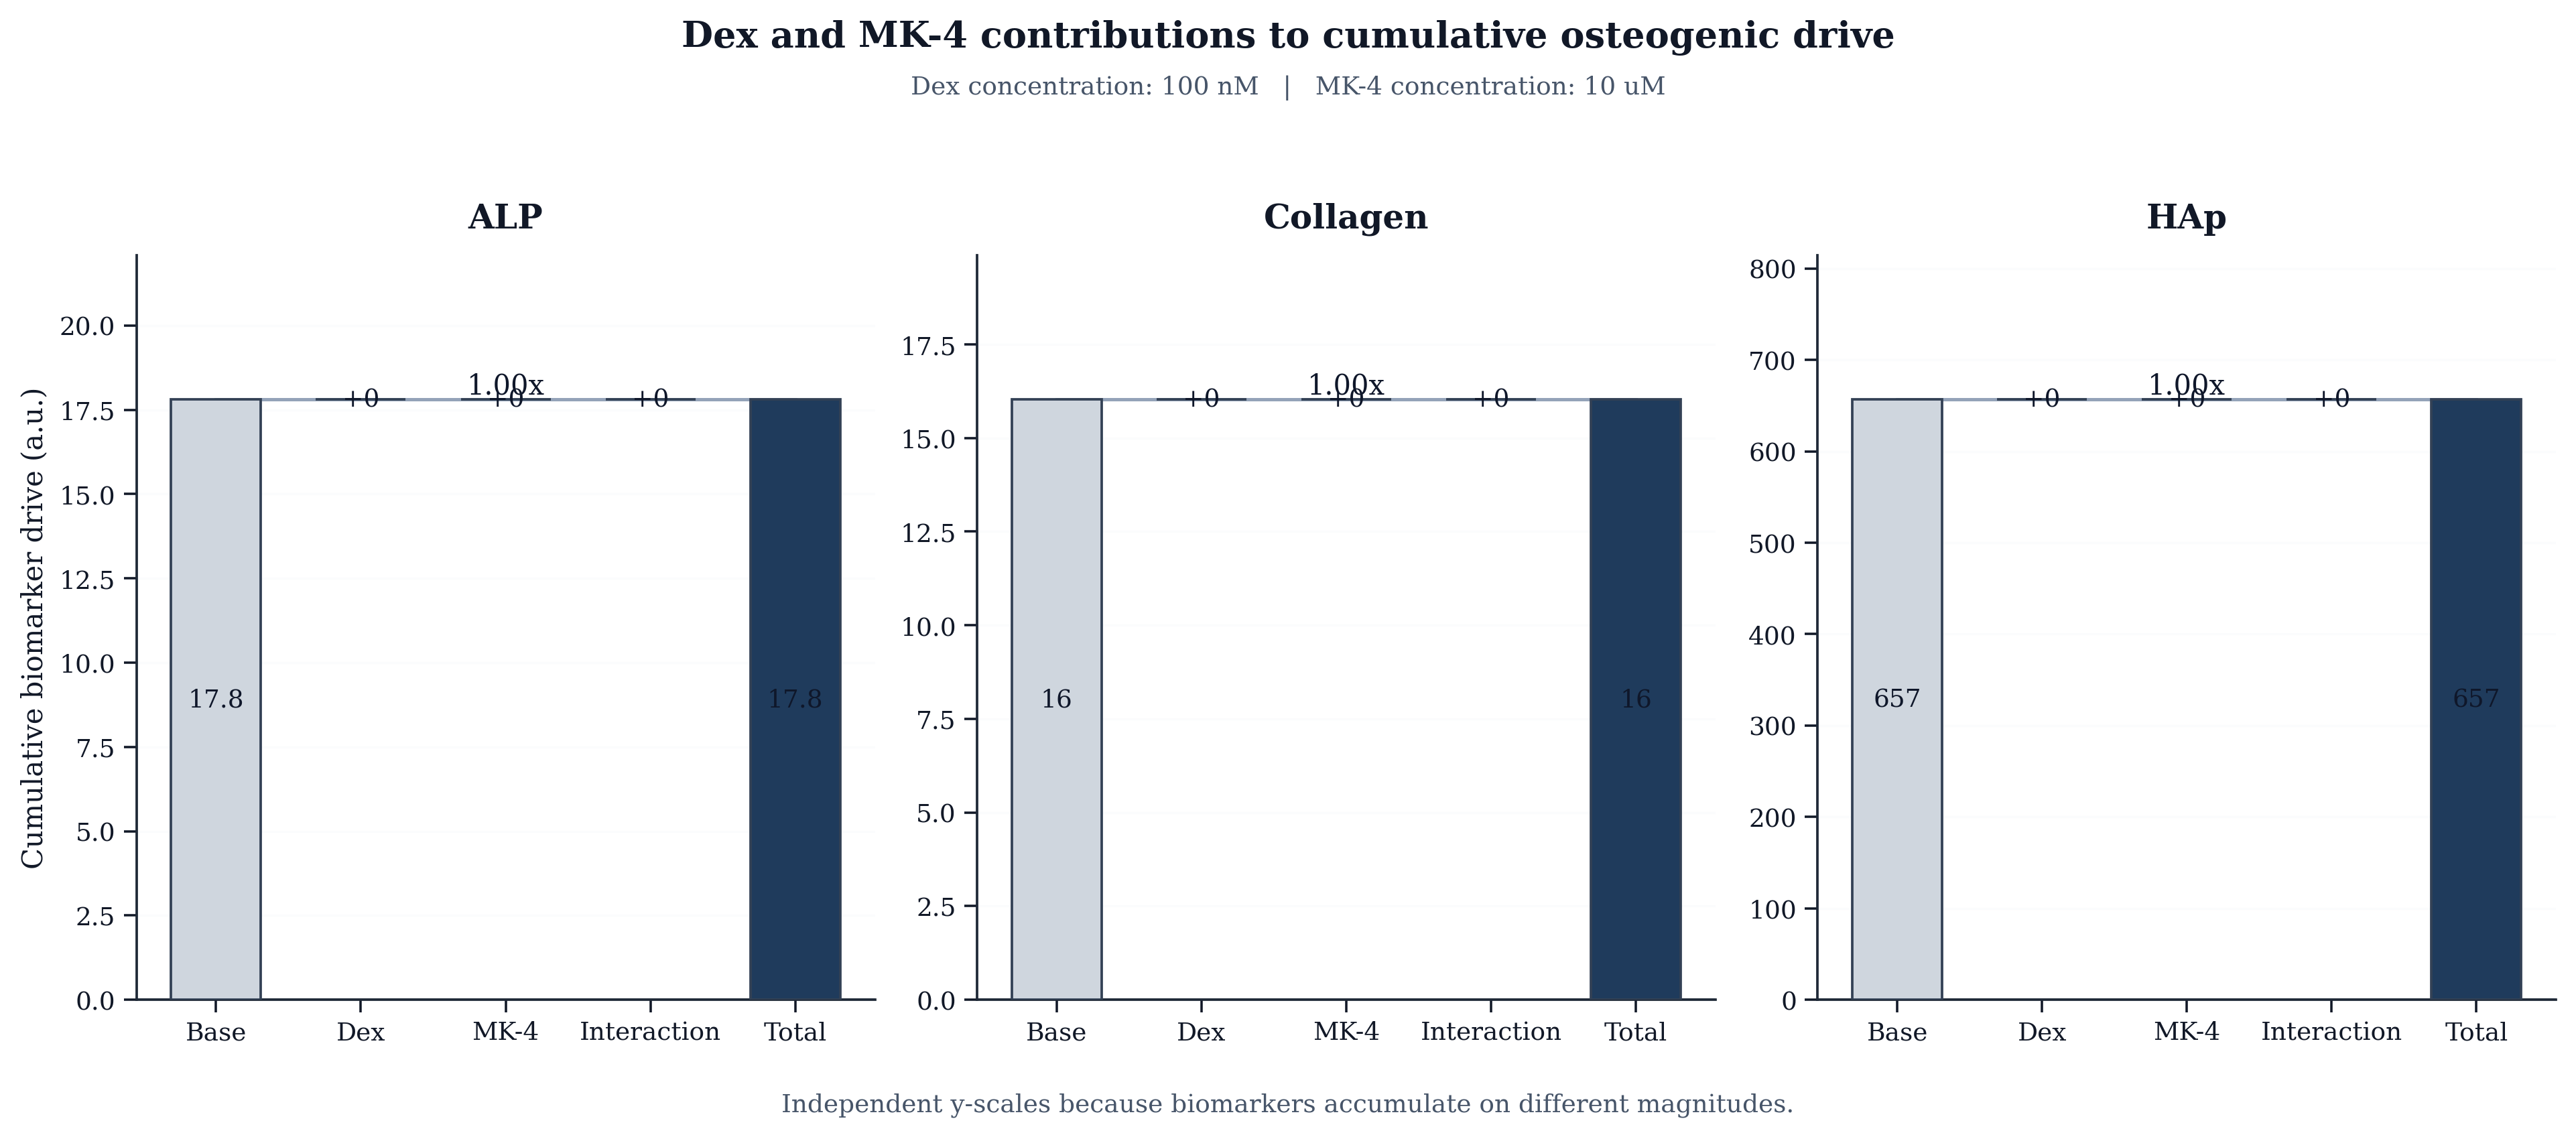 Dex and MK-4 contributions to cumulative osteogenic drive
Dex concentration: 100 nM | MK-4 concentration: 10 uM
ALP
Cumulative biomarker drive (a.u.)
20.0
17.5
15.0
12.5
10.0
7.5
5.0
2.5
0.0
1.00x
+0
+0
+0
17.8
17.8
Base
Dex
MK-4
Interaction
Total
Collagen
17.5
15.0
12.5
10.0
7.5
5.0
2.5
0.0
1.00x
+0
+0
+0
16
16
Base
Dex
MK-4
Interaction
Total
HAp
800
700
600
500
400
300
200
100
0
1.00x
+0
+0
+0
657
657
Base
Dex
MK-4
Interaction
Total
Independent y-scales because biomarkers accumulate on different magnitudes.